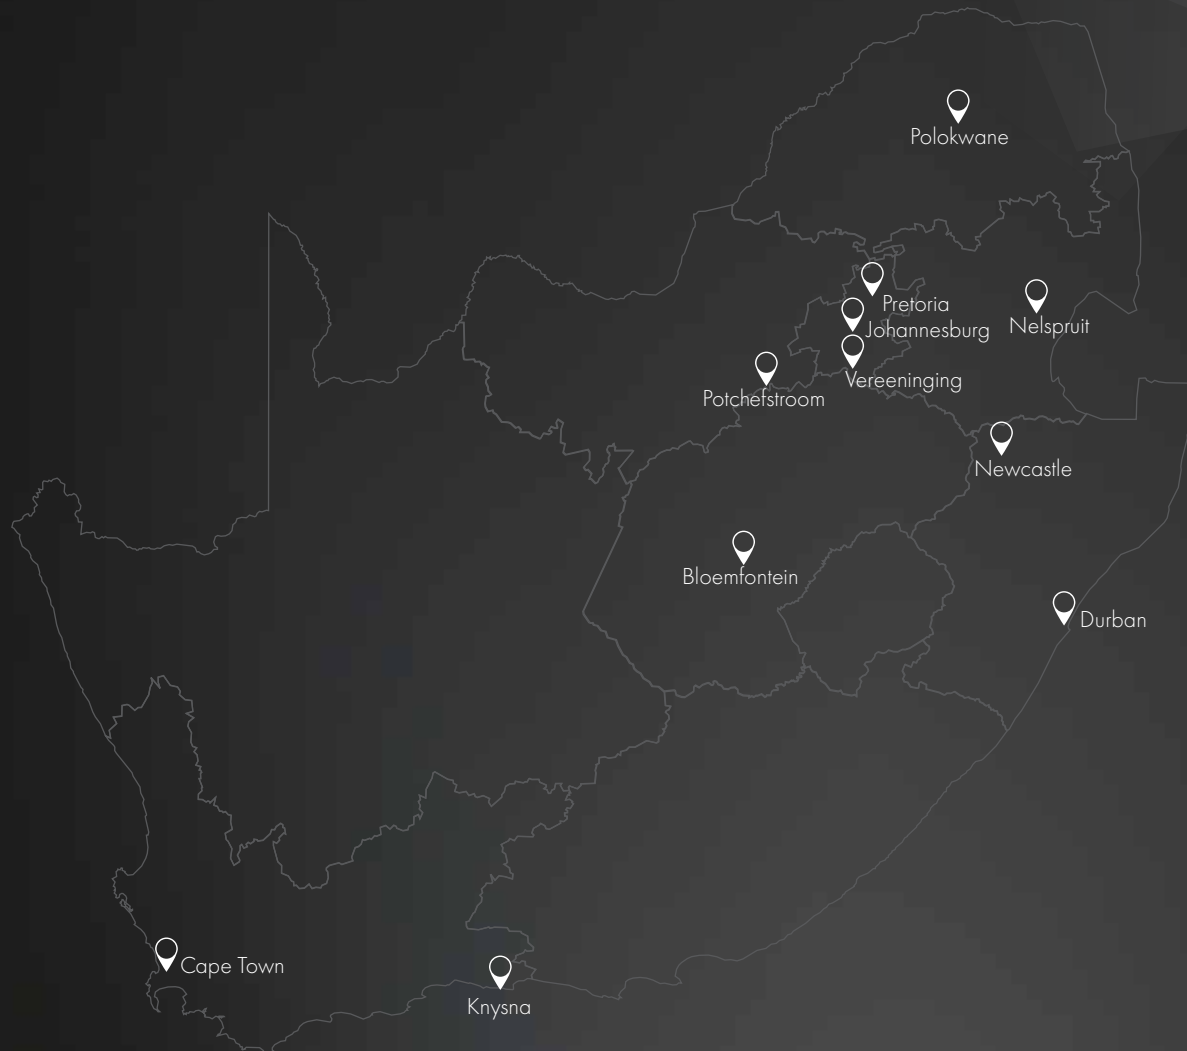 Polokwane
Pretoria
Johannesburg
Nelspruit
Vereeninging
Potchefstroom
Newcastle
Bloemfontein
Durban
Cape Town
Knysna